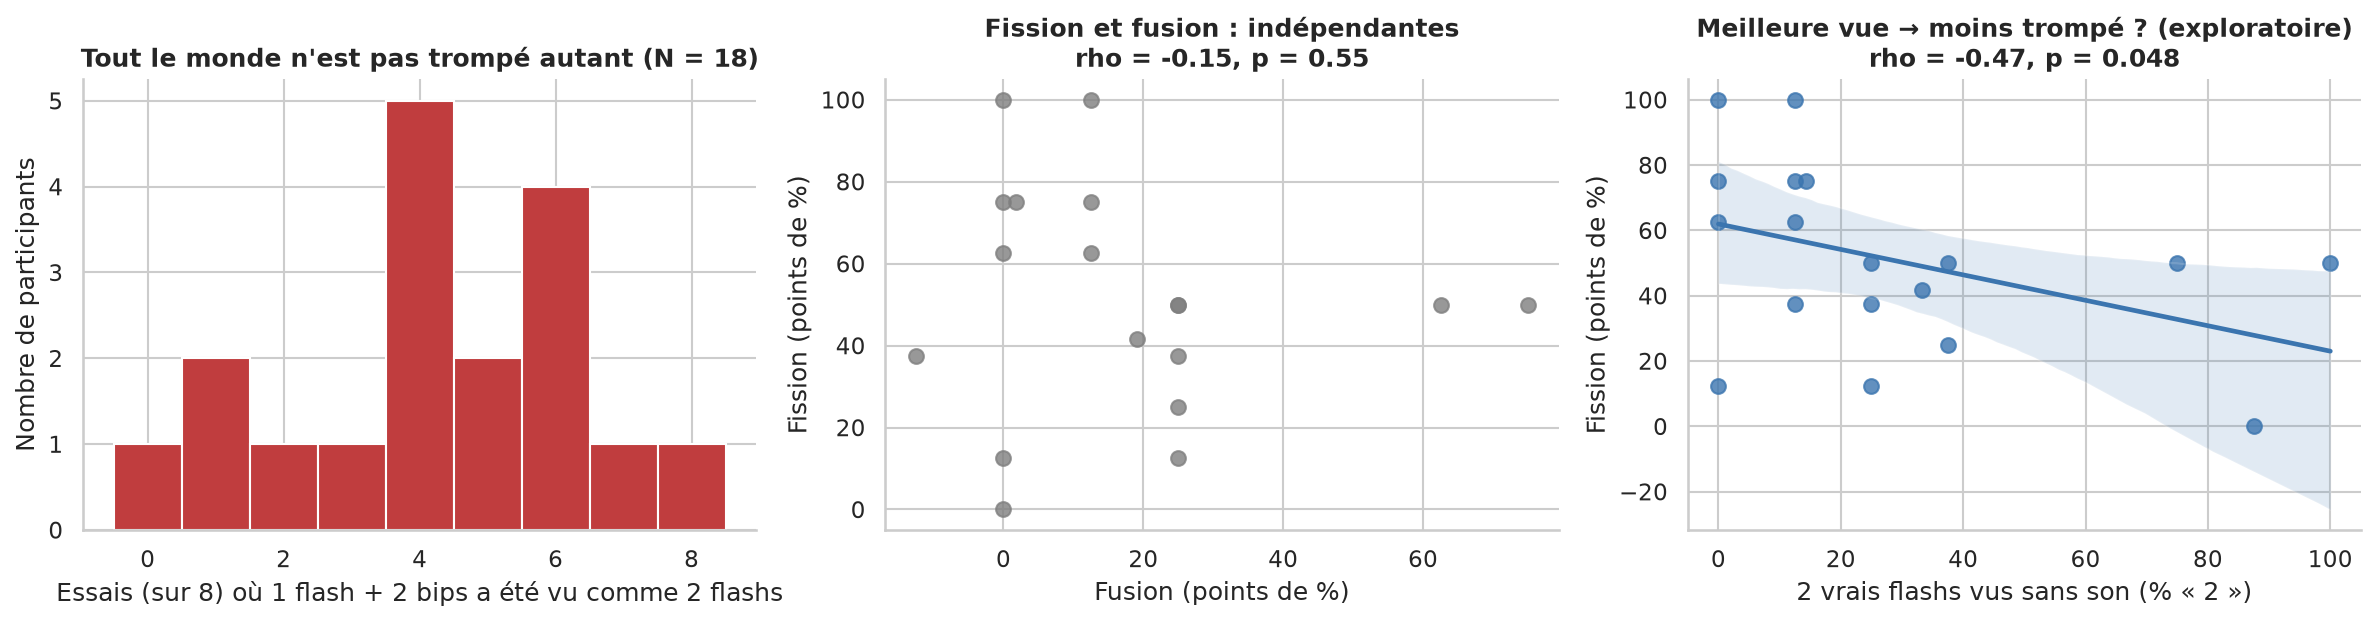 Tout le monde n'est pas trompé autant (N = 18)
5
4
3
2
1
0
0 2 4 6 8
Nombre de participants
Essais (sur 8) où 1 flash + 2 bips a été vu comme 2 flashs
Fission et fusion : indépendantes
rho = -0.15, p = 0.55
100
80
60
40
20
0
0 20 40 60
Fission (points de %)
Fusion (points de %)
Meilleure vue → moins trompé ? (exploratoire)
rho = -0.47, p = 0.048
100
80
60
40
20
0
−20
0 20 40 60 80 100
Fission (points de %)
2 vrais flashs vus sans son (% « 2 »)